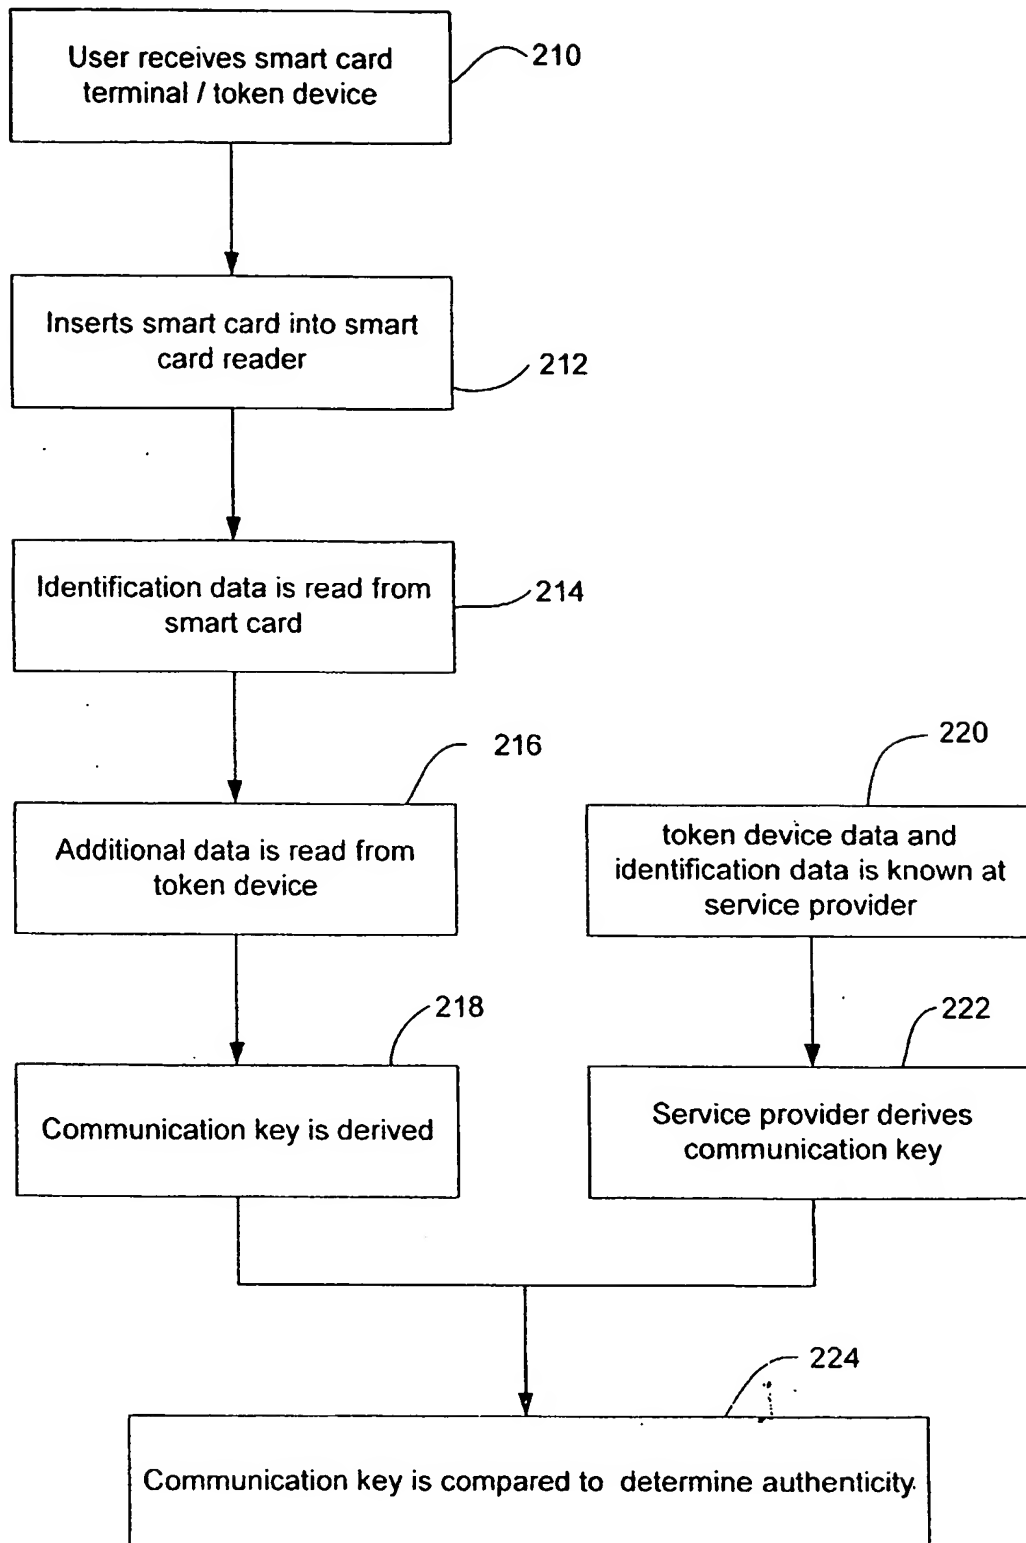 User receives smart card
terminal / token device
210
Inserts smart card into smart
card reader
212
Identification data is read from
smart card
214
216
Additional data is read from
token device
220
token device data and
identification data is known at
service provider
218
Communication key is derived
222
Service provider derives
communication key
224
Communication key is compared to determine authenticity.